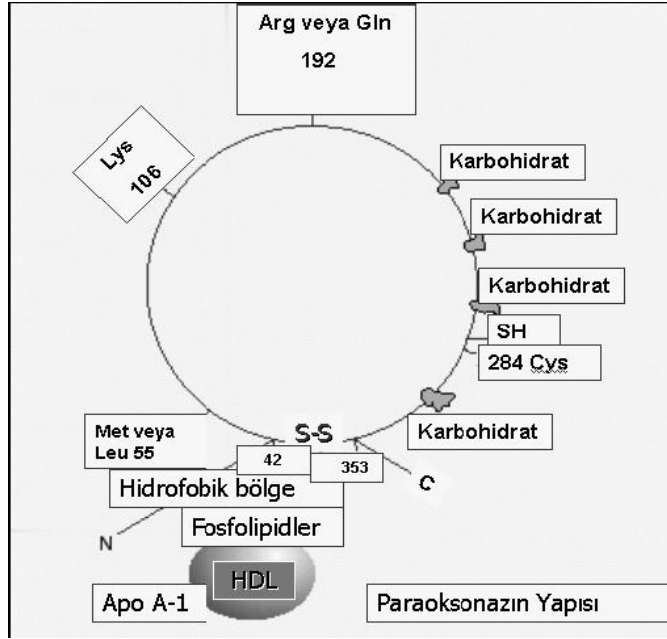 Arg veya Gln
192
Lys
106
Karbohidrat
Karbohidrat
Karbohidrat
SH
284 Cys
Karbohidrat
Met veya
Leu 55
S-S
42
353
C
Hidrofobik bölge
Fosfolipidler
N
HDL
Apo A-1
Paraoksonazın Yapısı